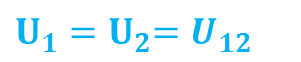 U₁ = U₂= U₁₂